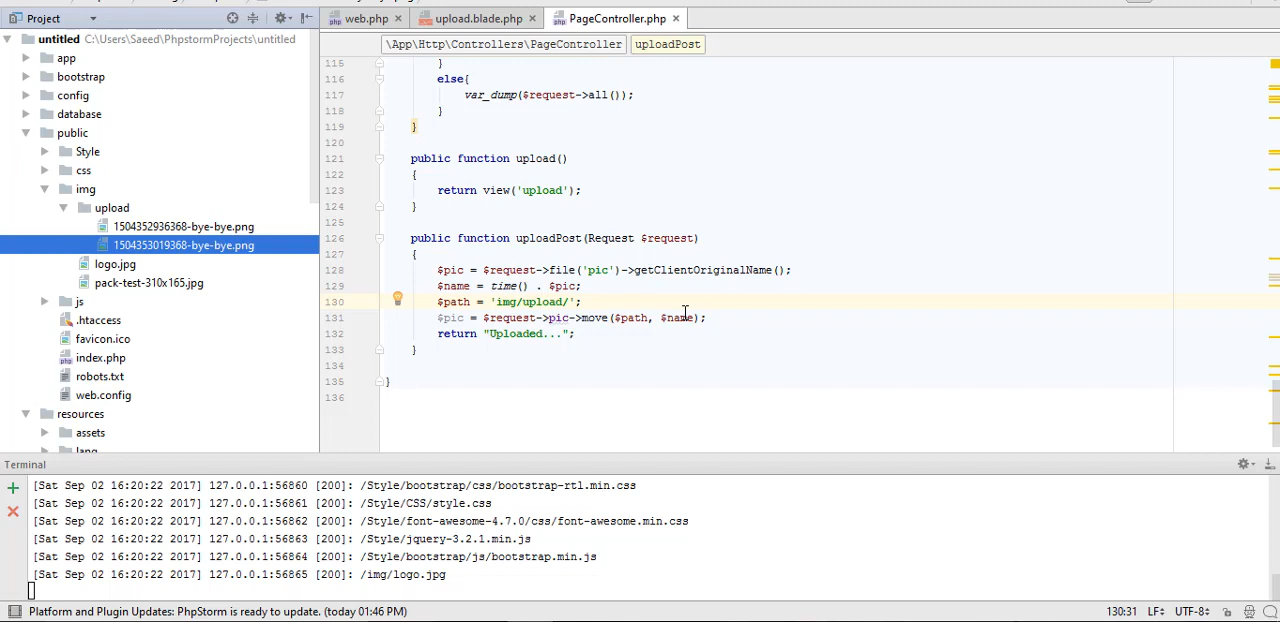 Project
web.php
upload.blade.php
PageController.php
untitled C:\Users\Saeed\PhpstormProjects\untitled
app
bootstrap
config
database
public
Style
css
img
upload
1504352936368-bye-bye.png
1504353019368-bye-bye.png
logo.jpg
pack-test-310x165.jpg
js
.htaccess
favicon.ico
index.php
robots.txt
web.config
resources
assets
lang
\App\Http\Controllers\PageController uploadPost
115 }
116 else{
117 var_dump($request->all());
118 }
119 }
120
121 public function upload()
122 {
123 return view('upload');
124 }
125
126 public function uploadPost(Request $request)
127 {
128 $pic = $request->file('pic')->getClientOriginalName();
129 $name = time() . $pic;
130 $path = 'img/upload/';
131 $pic = $request->pic->move($path, $name);
132 return "Uploaded...";
133 }
134
135 }
136
Terminal
[Sat Sep 02 16:20:22 2017] 127.0.0.1:56860 [200]: /Style/bootstrap/css/bootstrap-rtl.min.css
[Sat Sep 02 16:20:22 2017] 127.0.0.1:56861 [200]: /Style/CSS/style.css
[Sat Sep 02 16:20:22 2017] 127.0.0.1:56862 [200]: /Style/font-awesome-4.7.0/css/font-awesome.min.css
[Sat Sep 02 16:20:22 2017] 127.0.0.1:56863 [200]: /Style/jquery-3.2.1.min.js
[Sat Sep 02 16:20:22 2017] 127.0.0.1:56864 [200]: /Style/bootstrap/js/bootstrap.min.js
[Sat Sep 02 16:20:22 2017] 127.0.0.1:56865 [200]: /img/logo.jpg
Platform and Plugin Updates: PhpStorm is ready to update. (today 01:46 PM)
130:31 LF÷ UTF-8÷